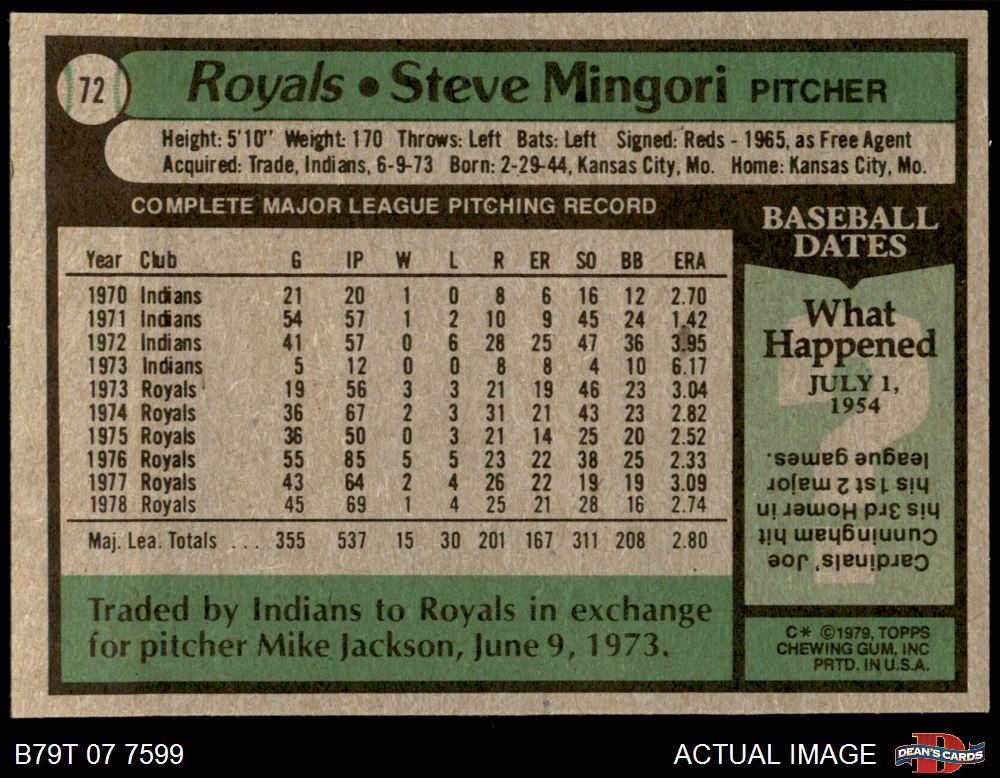 72
Royals • Steve Mingori PITCHER
Height: 5'10" Weight: 170 Throws: Left Bats: Left Signed: Reds - 1965, as Free Agent
Acquired: Trade, Indians, 6-9-73 Born: 2-29-44, Kansas City, Mo. Home: Kansas City, Mo.
COMPLETE MAJOR LEAGUE PITCHING RECORD
Year Club G IP W L R ER SO BB ERA
1970 Indians 21 20 1 0 8 6 16 12 2.70
1971 Indians 54 57 1 2 10 9 45 24 1.42
1972 Indians 41 57 0 6 28 25 47 36 3.95
1973 Indians 5 12 0 0 8 8 4 10 6.17
1973 Royals 19 56 3 3 21 19 46 23 3.04
1974 Royals 36 67 2 3 31 21 43 23 2.82
1975 Royals 36 50 0 3 21 14 25 20 2.52
1976 Royals 55 85 5 5 23 22 38 25 2.33
1977 Royals 43 64 2 4 26 22 19 19 3.09
1978 Royals 45 69 1 4 25 21 28 16 2.74
Maj. Lea. Totals ... 355 537 15 30 201 167 311 208 2.80
Traded by Indians to Royals in exchange
for pitcher Mike Jackson, June 9, 1973.
BASEBALL
DATES
What
Happened
JULY 1,
1954
Cardinals' Joe
Cunningham hit
his 3rd Homer in
his 1st 2 major
league games.
C* ©1979, TOPPS
CHEWING GUM, INC
PRTD. IN U.S.A.
B79T 07 7599
ACTUAL IMAGE
DEAN'S CARDS